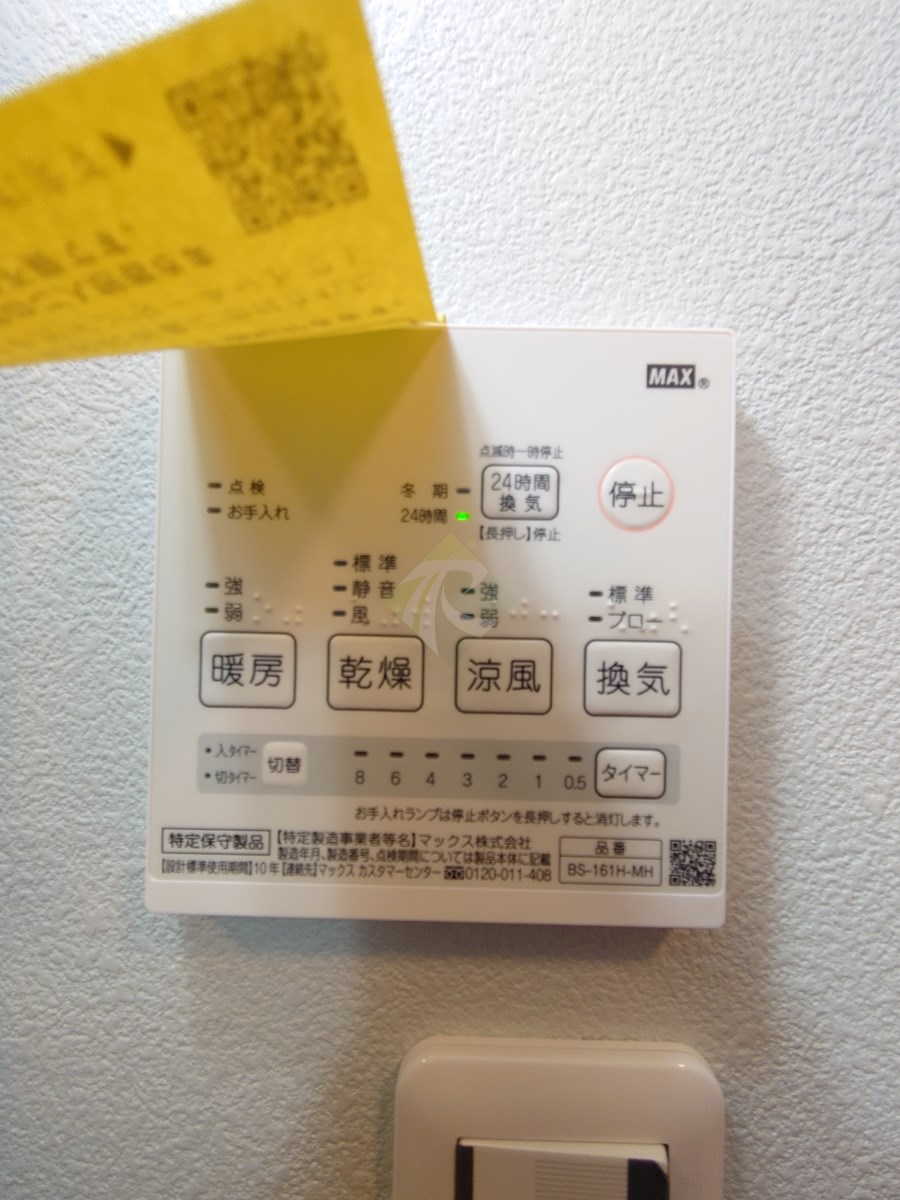 MAX®
点滅時一時停止
点検
お手入れ
冬期
24時間
24時間
換気
【長押し】停止
停止
強
弱
標準
静音
風
強
弱
標準
ブロー
暖房
乾燥
涼風
換気
• 入タイマー
• 切タイマー
切替
8 6 4 3 2 1 0.5
タイマー
お手入れランプは停止ボタンを長押しすると消灯します。
特定保守製品
【特定製造事業者等名】マックス株式会社
製造年月、製造番号、点検期間については製品本体に記載
【設計標準使用期間】10年【連絡先】マックス カスタマーセンター 0120-011-408
品番
BS-161H-MH